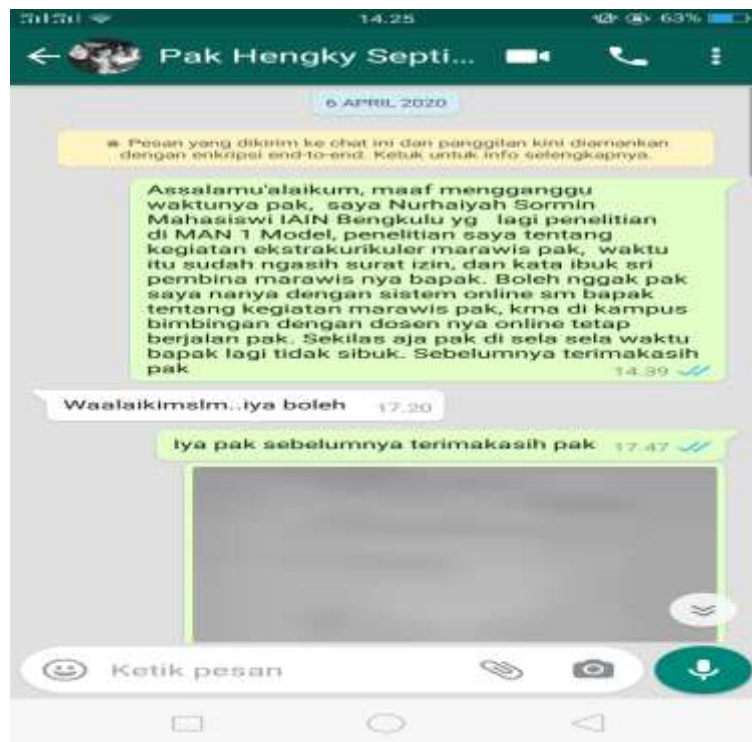 14.25
63%
Pak Hengky Septi...
6 APRIL 2020
Pesan yang dikirim ke chat ini dan panggilan kini diamankan
dengan enkripsi end-to-end. Ketuk untuk info selengkapnya.
Assalamu'alaikum, maaf mengganggu
waktunya pak, saya Nurhaiyah Sormin
Mahasiswi IAIN Bengkulu yg lagi penelitian
di MAN 1 Model, penelitian saya tentang
kegiatan ekstrakurikuler marawis pak, waktu
itu sudah ngasih surat izin, dan kata ibuk sri
pembina marawis nya bapak. Boleh nggak pak
saya nanya dengan sistem online sm bapak
tentang kegiatan marawis pak, krna di kampus
bimbingan dengan dosen nya online tetap
berjalan pak. Sekilas aja pak di sela sela waktu
bapak lagi tidak sibuk. Sebelumnya terimakasih
pak
14.39
Waalaikimslm..iya boleh 17.20
Iya pak sebelumnya terimakasih pak 17.47
Ketik pesan